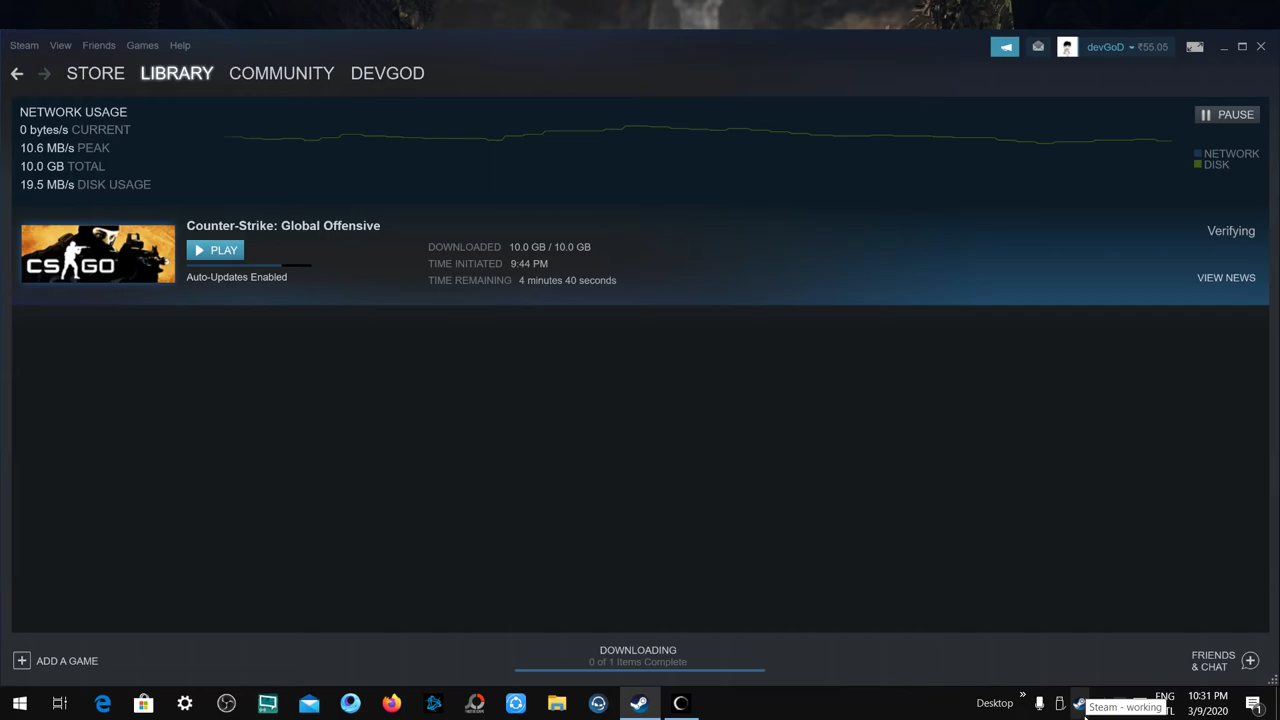 Steam View Friends Games Help
devGoD ₹55.05
STORE LIBRARY COMMUNITY DEVGOD
NETWORK USAGE
0 bytes/s CURRENT
10.6 MB/s PEAK
10.0 GB TOTAL
19.5 MB/s DISK USAGE
PAUSE
NETWORK
DISK
CS GO
Counter-Strike: Global Offensive
PLAY
Auto-Updates Enabled
DOWNLOADED 10.0 GB / 10.0 GB
TIME INITIATED 9:44 PM
TIME REMAINING 4 minutes 40 seconds
Verifying
VIEW NEWS
ADD A GAME
DOWNLOADING
0 of 1 Items Complete
FRIENDS
& CHAT
Desktop
ENG
TL
Steam - working
10:31 PM
3/9/2020
1